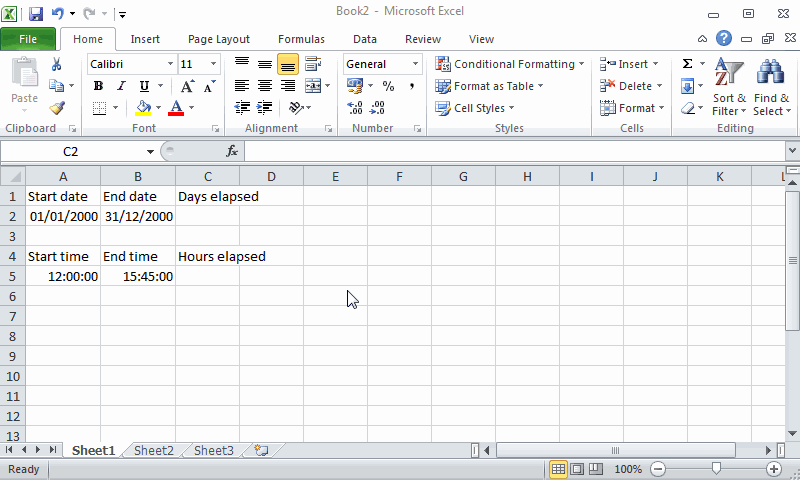 Book2 - Microsoft Excel
File Home Insert Page Layout Formulas Data Review View
Paste
Calibri 11
B I U
A A
A
General
% ,
.0 .00
.00 .0
Conditional Formatting
Format as Table
Cell Styles
Insert
Delete
Format
Σ
Sort & Filter
Find & Select
Clipboard Font Alignment Number Styles Cells Editing
C2 fx
A B C D E F G H I J K L
1 Start date End date Days elapsed
2 01/01/2000 31/12/2000
3
4 Start time End time Hours elapsed
5 12:00:00 15:45:00
6
7
8
9
10
11
12
13
Sheet1 Sheet2 Sheet3
Ready 100%